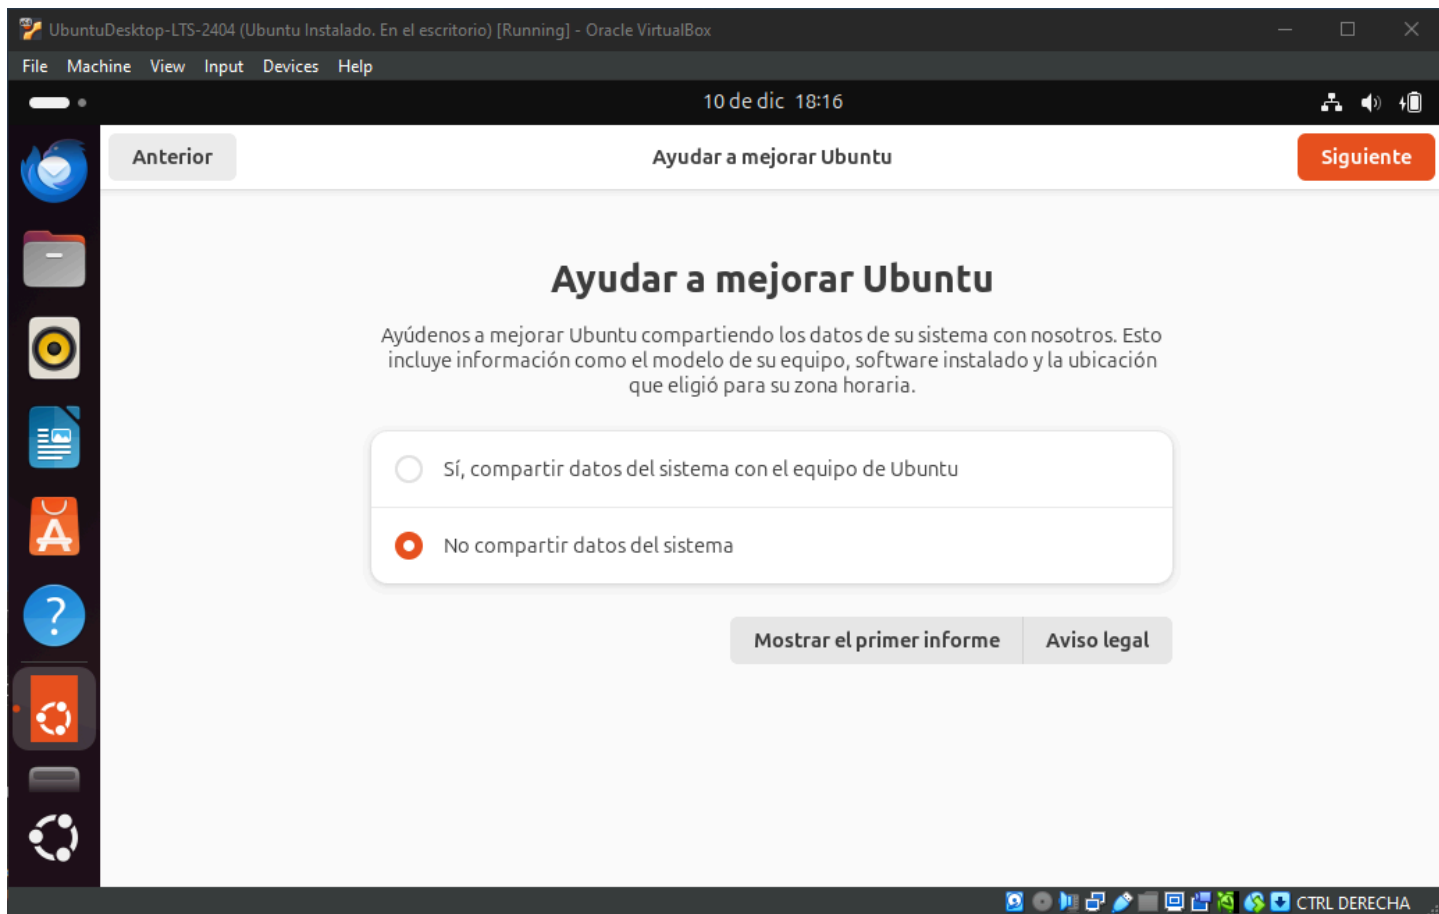 UbuntuDesktop-LTS-2404 (Ubuntu Instalado. En el escritorio) [Running] - Oracle VirtualBox
File Machine View Input Devices Help
10 de dic 18:16
Anterior
Ayudar a mejorar Ubuntu
Siguiente
Ayudar a mejorar Ubuntu
Ayúdenos a mejorar Ubuntu compartiendo los datos de su sistema con nosotros. Esto
incluye información como el modelo de su equipo, software instalado y la ubicación
que eligió para su zona horaria.
Sí, compartir datos del sistema con el equipo de Ubuntu
No compartir datos del sistema
Mostrar el primer informe
Aviso legal
CTRL DERECHA